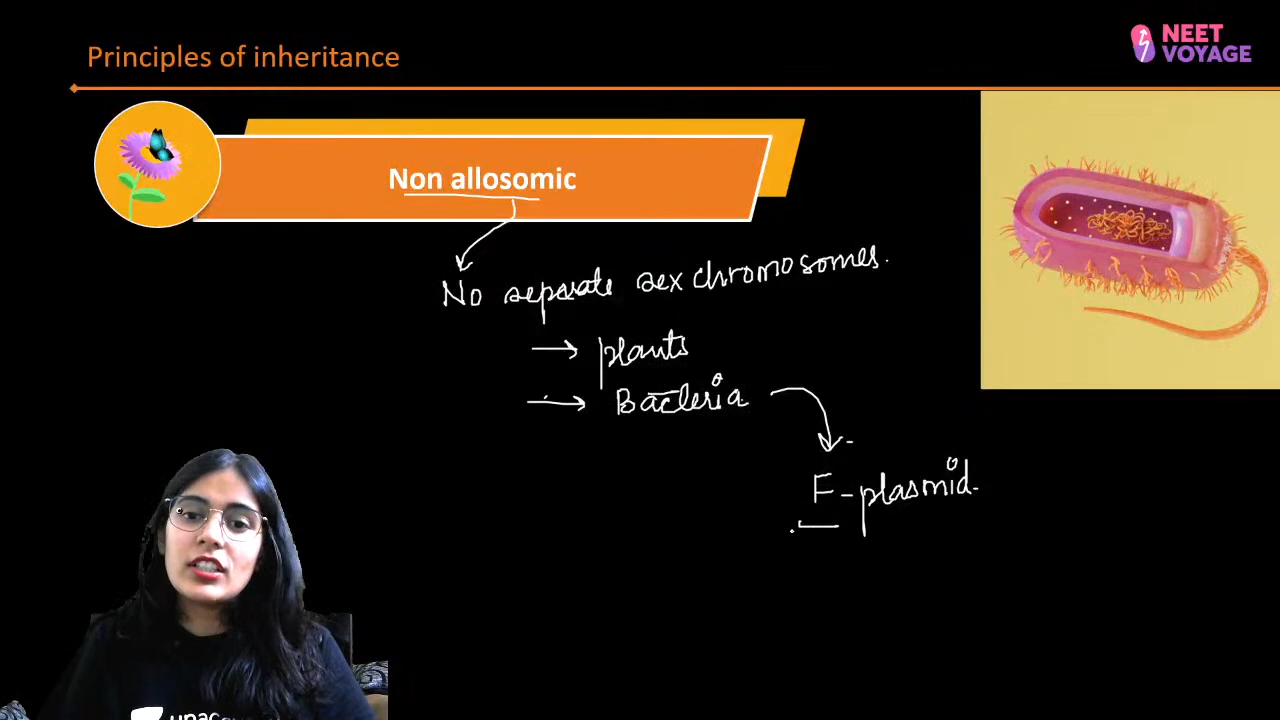 Principles of inheritance
NEET
VOYAGE
Non allosomic
No separate sex chromosomes.
→ plants
→ Bacteria
F-plasmid.